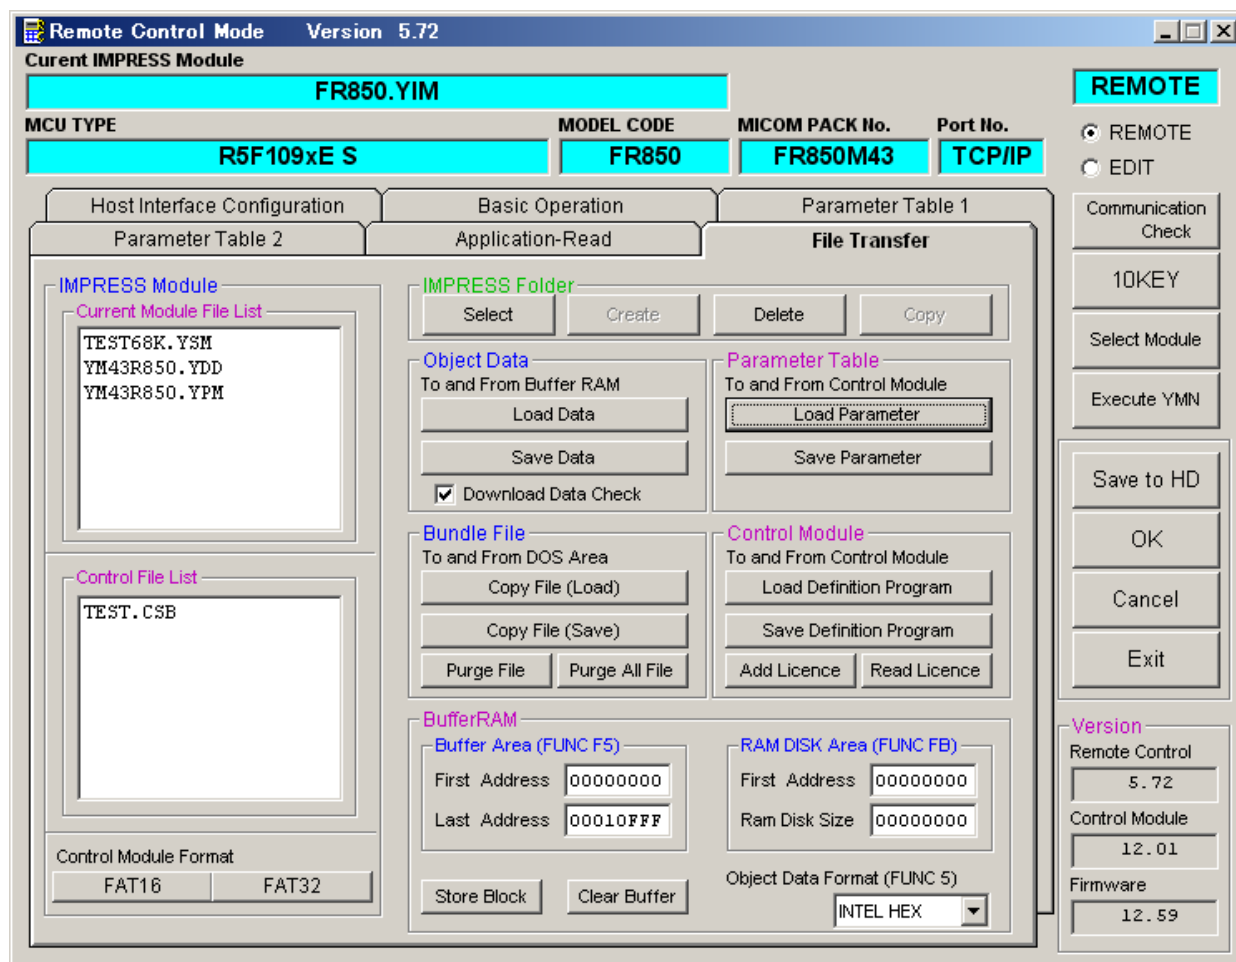 Remote Control Mode Version 5.72
Curent IMPRESS Module
FR850.YIM
MCU TYPE
R5F109xE S
MODEL CODE
FR850
MICOM PACK No.
FR850M43
Port No.
TCP/IP
REMOTE
REMOTE
EDIT
Host Interface Configuration
Basic Operation
Parameter Table 1
Parameter Table 2
Application-Read
File Transfer
IMPRESS Module
Current Module File List
TEST68K.YSM
YM43R850.YDD
YM43R850.YPM
Control File List
TEST.CSB
Control Module Format
FAT16
FAT32
IMPRESS Folder
Select
Create
Delete
Copy
Object Data
To and From Buffer RAM
Load Data
Save Data
Download Data Check
Parameter Table
To and From Control Module
Load Parameter
Save Parameter
Bundle File
To and From DOS Area
Copy File (Load)
Copy File (Save)
Purge File
Purge All File
Control Module
To and From Control Module
Load Definition Program
Save Definition Program
Add Licence
Read Licence
BufferRAM
Buffer Area (FUNC F5)
First Address 00000000
Last Address 00010FFF
RAM DISK Area (FUNC FB)
First Address 00000000
Ram Disk Size 00000000
Store Block
Clear Buffer
Object Data Format (FUNC 5)
INTEL HEX
Communication
Check
10KEY
Select Module
Execute YMN
Save to HD
OK
Cancel
Exit
Version
Remote Control
5.72
Control Module
12.01
Firmware
12.59